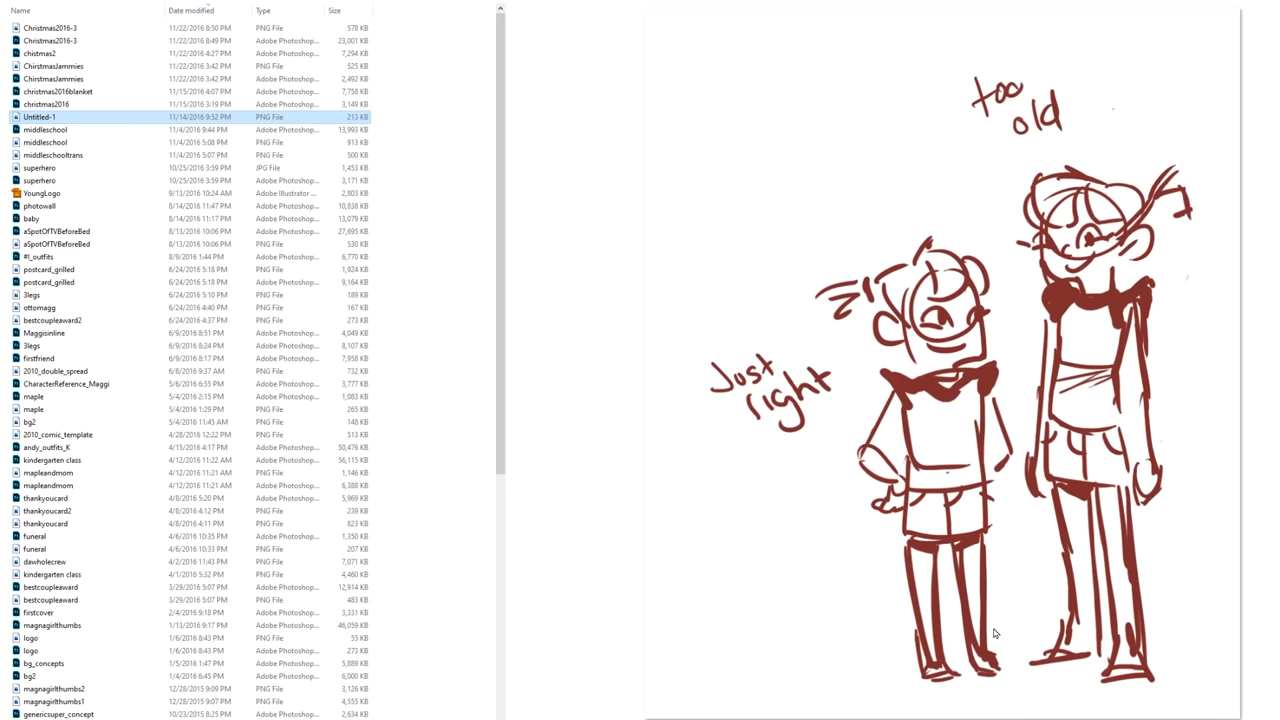 Name Date modified Type Size
Christmas2016-3 11/22/2016 8:50 PM PNG File 578 KB
Christmas2016-3 11/22/2016 8:49 PM Adobe Photoshop... 23,001 KB
chistmas2 11/22/2016 4:27 PM Adobe Photoshop... 7,294 KB
ChirstmasJammies 11/22/2016 3:42 PM PNG File 525 KB
ChirstmasJammies 11/22/2016 3:42 PM Adobe Photoshop... 2,492 KB
christmas2016blanket 11/15/2016 4:07 PM Adobe Photoshop... 7,758 KB
christmas2016 11/15/2016 3:19 PM Adobe Photoshop... 3,149 KB
Untitled-1 11/14/2016 9:52 PM PNG File 213 KB
middleschool 11/4/2016 9:44 PM Adobe Photoshop... 13,993 KB
middleschool 11/4/2016 5:08 PM PNG File 913 KB
middleschooltrans 11/4/2016 5:07 PM PNG File 500 KB
superhero 10/25/2016 3:59 PM JPG File 1,453 KB
superhero 10/25/2016 3:59 PM Adobe Photoshop... 3,171 KB
YoungLogo 9/13/2016 10:24 AM Adobe Illustrator ... 2,803 KB
photowall 8/14/2016 11:47 PM Adobe Photoshop... 10,838 KB
baby 8/14/2016 11:17 PM Adobe Photoshop... 13,079 KB
aSpotOfTVBeforeBed 8/13/2016 10:06 PM Adobe Photoshop... 27,695 KB
aSpotOfTVBeforeBed 8/13/2016 10:06 PM PNG File 530 KB
#I_outfits 8/9/2016 1:44 PM Adobe Photoshop... 6,770 KB
postcard_grilled 6/24/2016 5:18 PM PNG File 1,924 KB
postcard_grilled 6/24/2016 5:18 PM Adobe Photoshop... 9,164 KB
3legs 6/24/2016 5:10 PM PNG File 189 KB
ottomagg 6/24/2016 4:40 PM PNG File 167 KB
bestcoupleaward2 6/24/2016 4:37 PM PNG File 273 KB
Maggisinline 6/9/2016 8:51 PM Adobe Photoshop... 4,049 KB
3legs 6/9/2016 8:24 PM Adobe Photoshop... 8,107 KB
firstfriend 6/9/2016 8:17 PM Adobe Photoshop... 7,958 KB
2010_double_spread 6/8/2016 9:37 AM PNG File 732 KB
CharacterReference_Maggi 5/6/2016 6:55 PM Adobe Photoshop... 3,777 KB
maple 5/4/2016 2:15 PM Adobe Photoshop... 1,083 KB
maple 5/4/2016 1:29 PM PNG File 265 KB
bg2 5/4/2016 11:45 AM PNG File 148 KB
2010_comic_template 4/28/2016 12:22 PM PNG File 513 KB
andy_outfits_K 4/15/2016 4:17 PM Adobe Photoshop... 50,476 KB
kindergarten class 4/12/2016 11:22 AM Adobe Photoshop... 56,115 KB
mapleandmom 4/12/2016 11:21 AM PNG File 1,146 KB
mapleandmom 4/12/2016 11:21 AM Adobe Photoshop... 6,388 KB
thankyoucard 4/8/2016 5:20 PM Adobe Photoshop... 5,969 KB
thankyoucard2 4/8/2016 4:12 PM PNG File 239 KB
thankyoucard 4/8/2016 4:11 PM PNG File 823 KB
funeral 4/6/2016 10:35 PM Adobe Photoshop... 1,350 KB
funeral 4/6/2016 10:33 PM PNG File 207 KB
dawholecrew 4/2/2016 11:43 PM PNG File 7,071 KB
kindergarten class 4/1/2016 5:32 PM PNG File 4,460 KB
bestcoupleaward 3/29/2016 5:07 PM Adobe Photoshop... 12,914 KB
bestcoupleaward 3/29/2016 5:07 PM PNG File 483 KB
firstcover 2/4/2016 9:18 PM Adobe Photoshop... 3,331 KB
magnagirlthumbs 1/13/2016 9:17 PM Adobe Photoshop... 46,059 KB
logo 1/6/2016 8:43 PM PNG File 55 KB
logo 1/6/2016 8:43 PM Adobe Photoshop... 273 KB
bg_concepts 1/5/2016 1:47 PM Adobe Photoshop... 5,889 KB
bg2 1/4/2016 6:45 PM Adobe Photoshop... 6,000 KB
magnagirlthumbs2 12/28/2015 9:09 PM PNG File 3,126 KB
magnagirlthumbs1 12/28/2015 9:07 PM PNG File 4,555 KB
genericsuper_concept 10/23/2015 8:25 PM Adobe Photoshop... 2,634 KB
too
old
Just
right